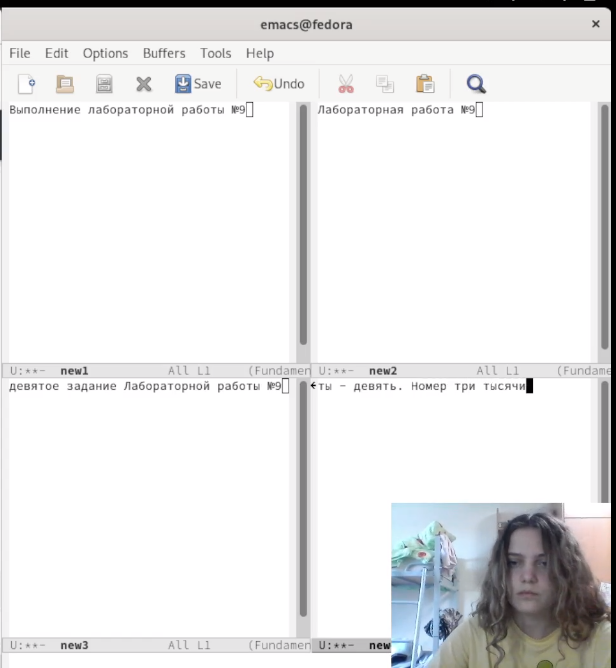 emacs@fedora
×
File Edit Options Buffers Tools Help
Save Undo
Выполнение лабораторной работы №9
Лабораторная работа №9
U:**- new1 All L1 (Fundamen
U:**- new2 All L1 (Fundame
девятое задание Лабораторной работы №9
ты - девять. Номер три тысячи
U:**- new3 All L1 (Fundamen
U:**- new